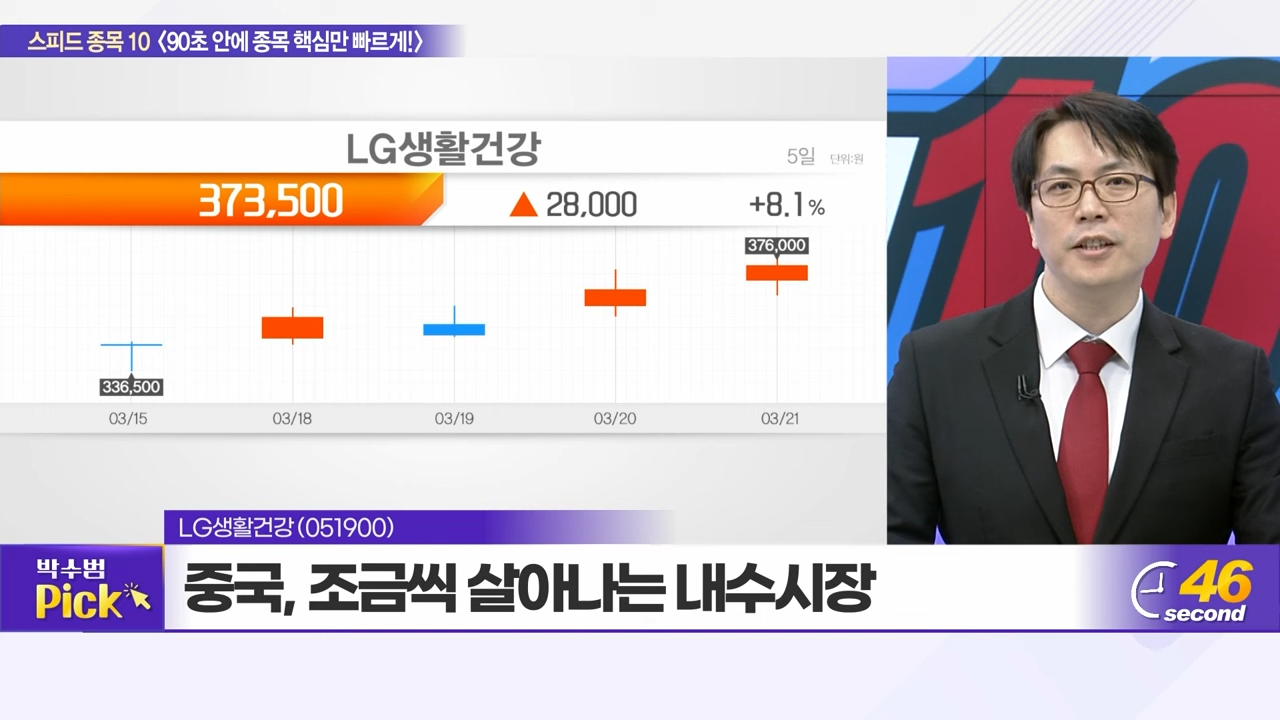 스피드 종목 10 〈90초 안에 종목 핵심만 빠르게!〉
LG생활건강
5일 단위:원
373,500 ▲ 28,000 +8.1%
376,000
336,500
03/15 03/18 03/19 03/20 03/21
LG생활건강(051900)
박수범
Pick
중국, 조금씩 살아나는 내수시장
46
second
10